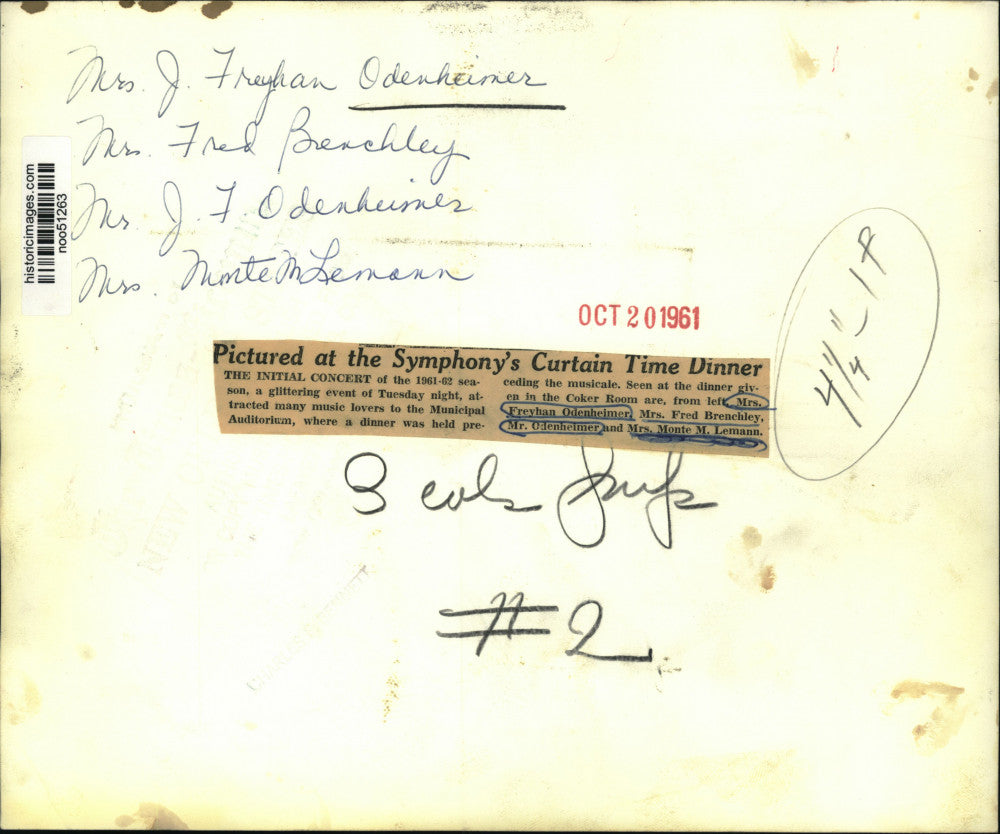 Mrs. J. Freyhan Odenheimer
Mrs. Fred Brenchley
Mr. J. F. Odenheimer
Mrs. Monte M Lemann
historicimages.com
noo51263
OCT 20 1961
4 1/4" - 1 P
Pictured at the Symphony's Curtain Time Dinner
THE INITIAL CONCERT of the 1961-62 sea-
son, a glittering event of Tuesday night, at-
tracted many music lovers to the Municipal
Auditorium, where a dinner was held pre-
ceding the musicale. Seen at the dinner giv-
en in the Coker Room are, from left, Mrs.
Freyhan Odenheimer, Mrs. Fred Brenchley,
Mr. Odenheimer and Mrs. Monte M. Lemann.
3 cols
#2